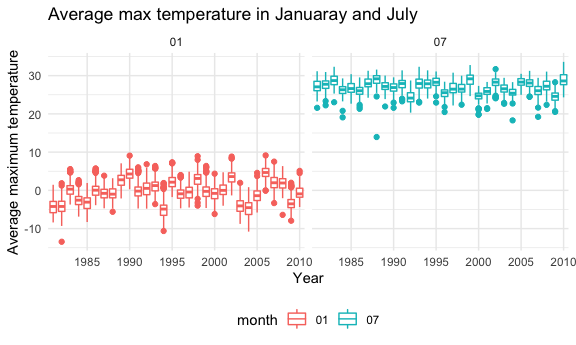 Average max temperature in Januaray and July
01 07
Average maximum temperature
30
20
10
0
-10
1985 1990 1995 2000 2005 2010 1985 1990 1995 2000 2005 2010
Year
month 01 07